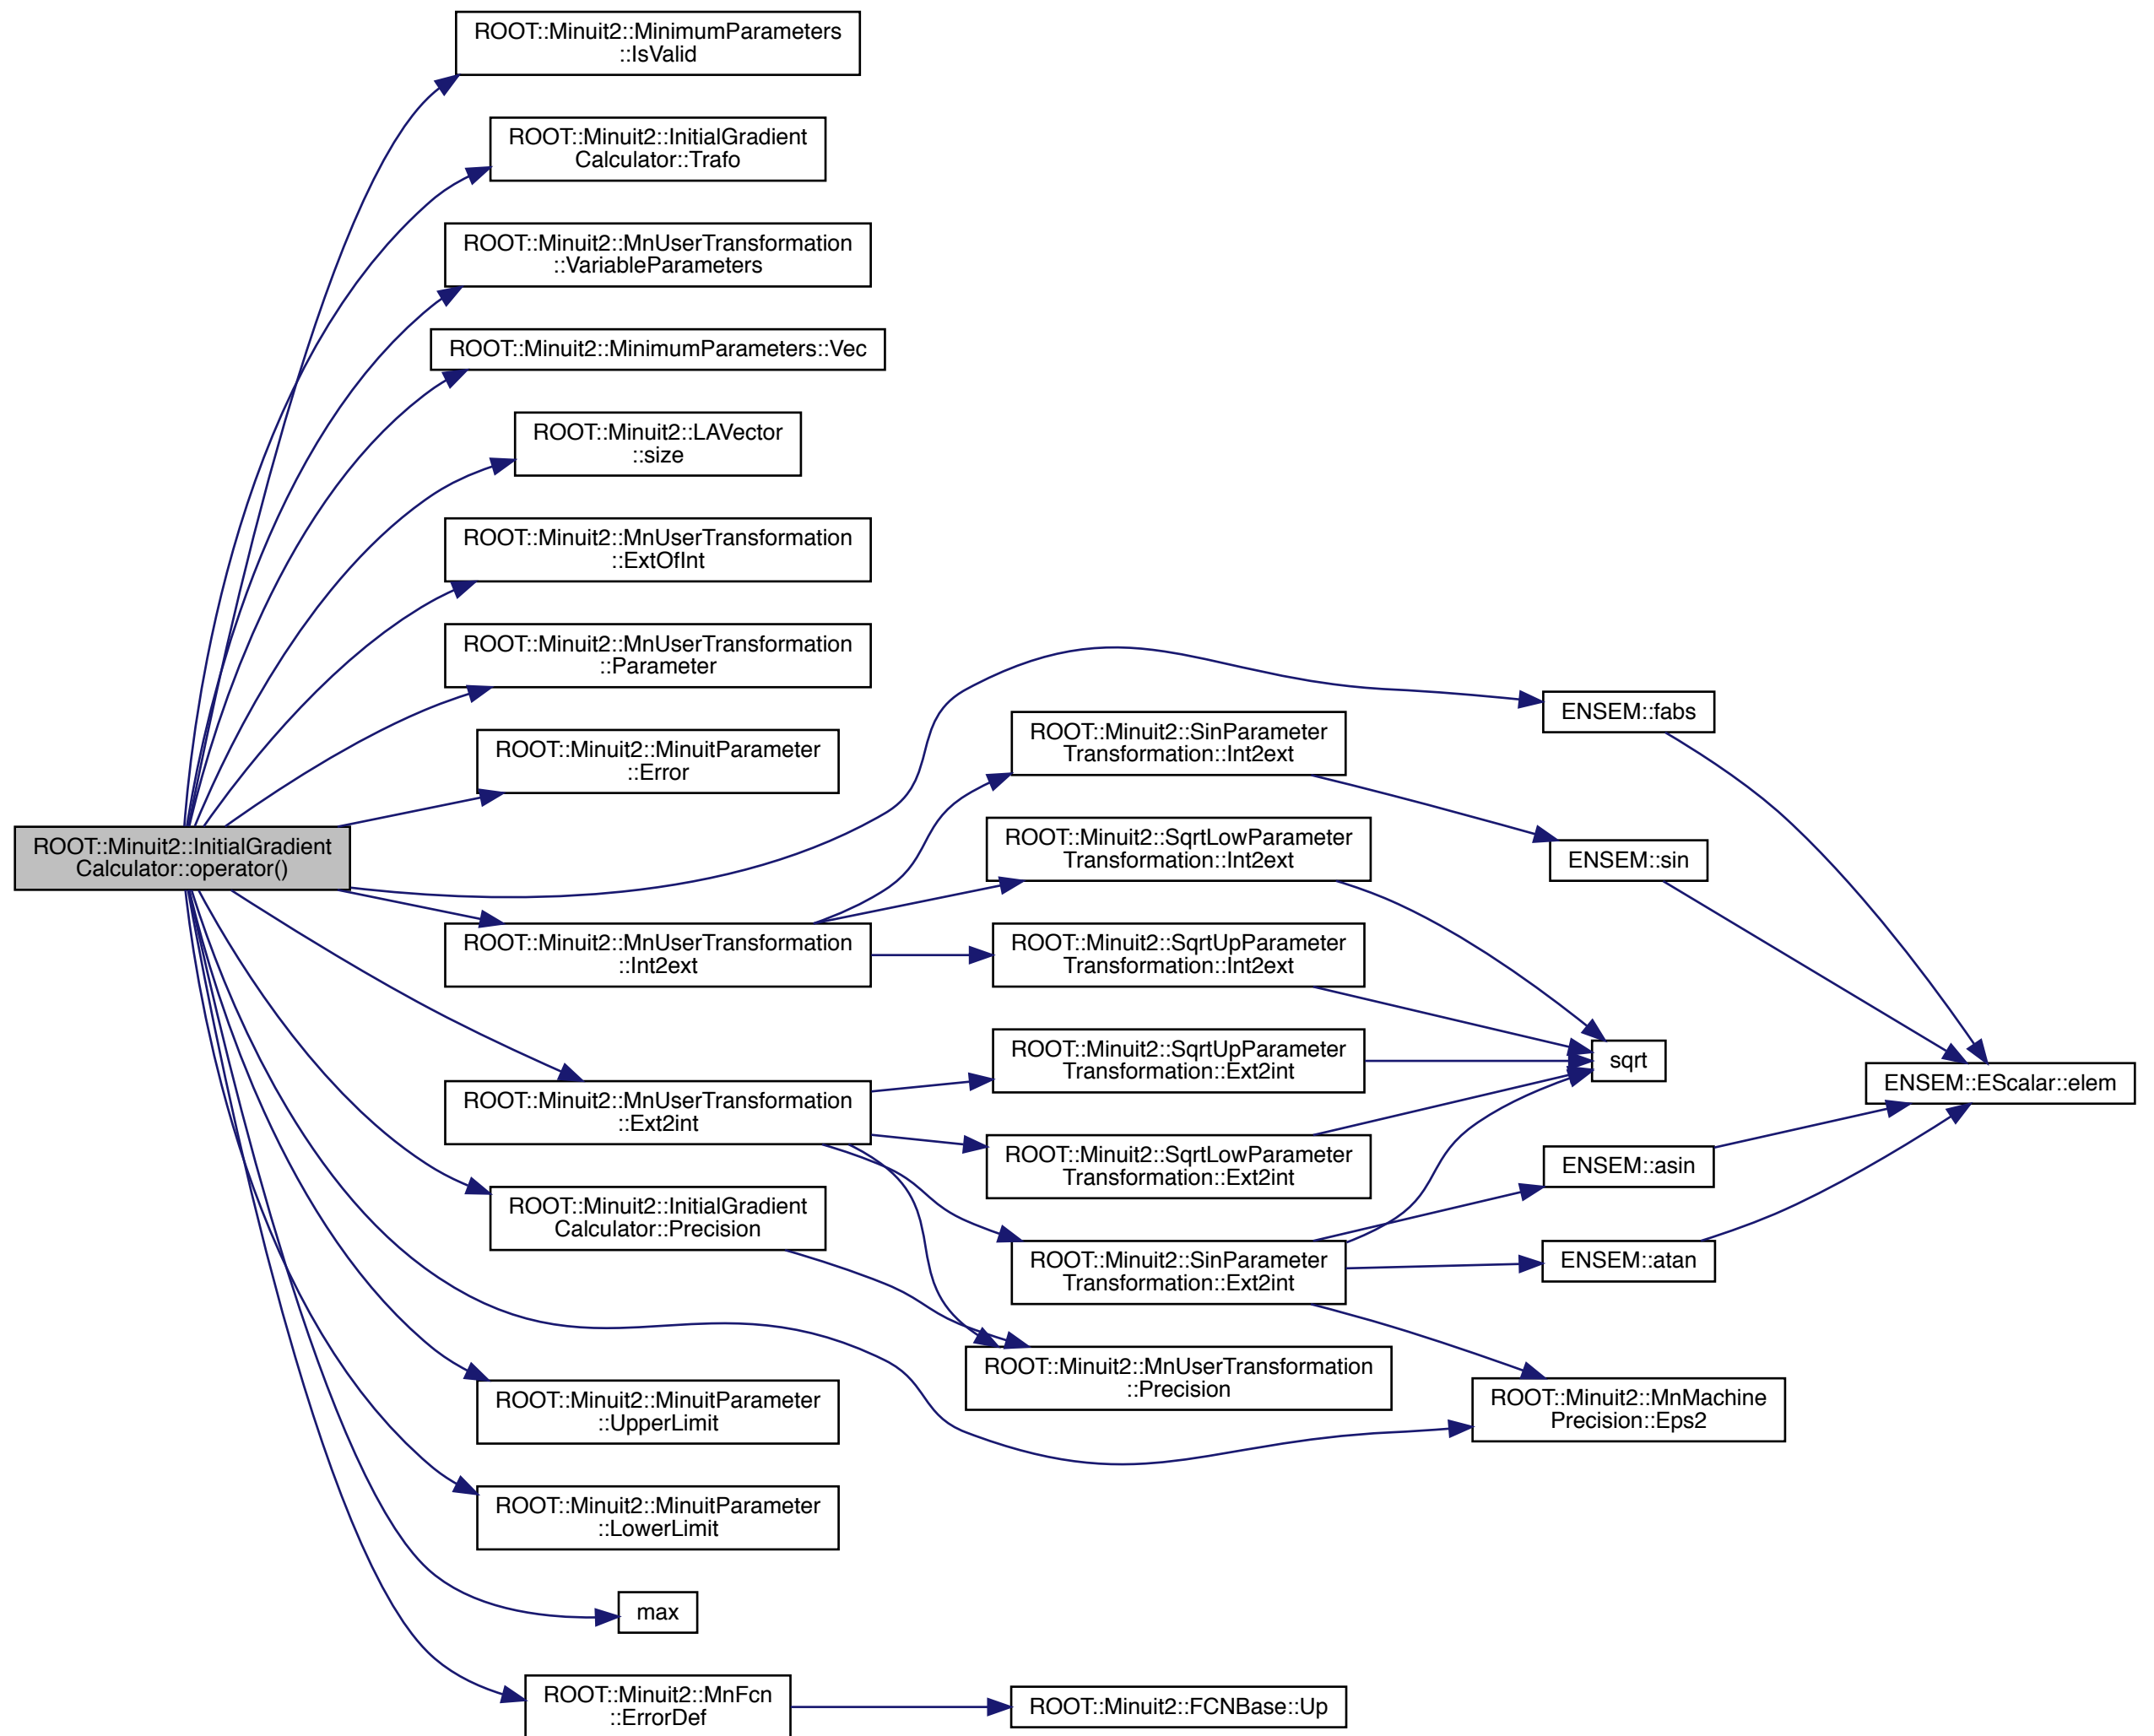 ROOT::Minuit2::MinimumParameters
::IsValid
ROOT::Minuit2::InitialGradient
Calculator::Trafo
ROOT::Minuit2::MnUserTransformation
::VariableParameters
ROOT::Minuit2::MinimumParameters::Vec
ROOT::Minuit2::LAVector
::size
ROOT::Minuit2::MnUserTransformation
::ExtOfInt
ROOT::Minuit2::MnUserTransformation
::Parameter
ROOT::Minuit2::MinuitParameter
::Error
ROOT::Minuit2::InitialGradient
Calculator::operator()
ROOT::Minuit2::MnUserTransformation
::Int2ext
ROOT::Minuit2::MnUserTransformation
::Ext2int
ROOT::Minuit2::InitialGradient
Calculator::Precision
ROOT::Minuit2::MinuitParameter
::UpperLimit
ROOT::Minuit2::MinuitParameter
::LowerLimit
max
ROOT::Minuit2::MnFcn
::ErrorDef
ROOT::Minuit2::SinParameter
Transformation::Int2ext
ROOT::Minuit2::SqrtLowParameter
Transformation::Int2ext
ROOT::Minuit2::SqrtUpParameter
Transformation::Int2ext
ROOT::Minuit2::SqrtUpParameter
Transformation::Ext2int
ROOT::Minuit2::SqrtLowParameter
Transformation::Ext2int
ROOT::Minuit2::SinParameter
Transformation::Ext2int
ROOT::Minuit2::MnUserTransformation
::Precision
ROOT::Minuit2::FCNBase::Up
ENSEM::fabs
ENSEM::sin
sqrt
ENSEM::asin
ENSEM::atan
ROOT::Minuit2::MnMachine
Precision::Eps2
ENSEM::EScalar::elem